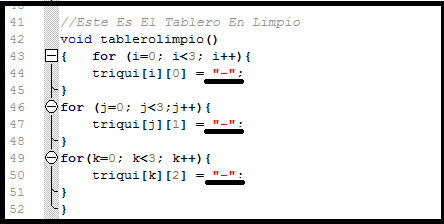 41 //Este Es El Tablero En Limpio
42 void tablerolimpio()
43 { for (i=0; i<3; i++){
44 triqui[i][0] = "-";
45 }
46 for (j=0; j<3;j++){
47 triqui[j][1] = "-";
48 }
49 for(k=0; k<3; k++){
50 triqui[k][2] = "-";
51 }
52 }